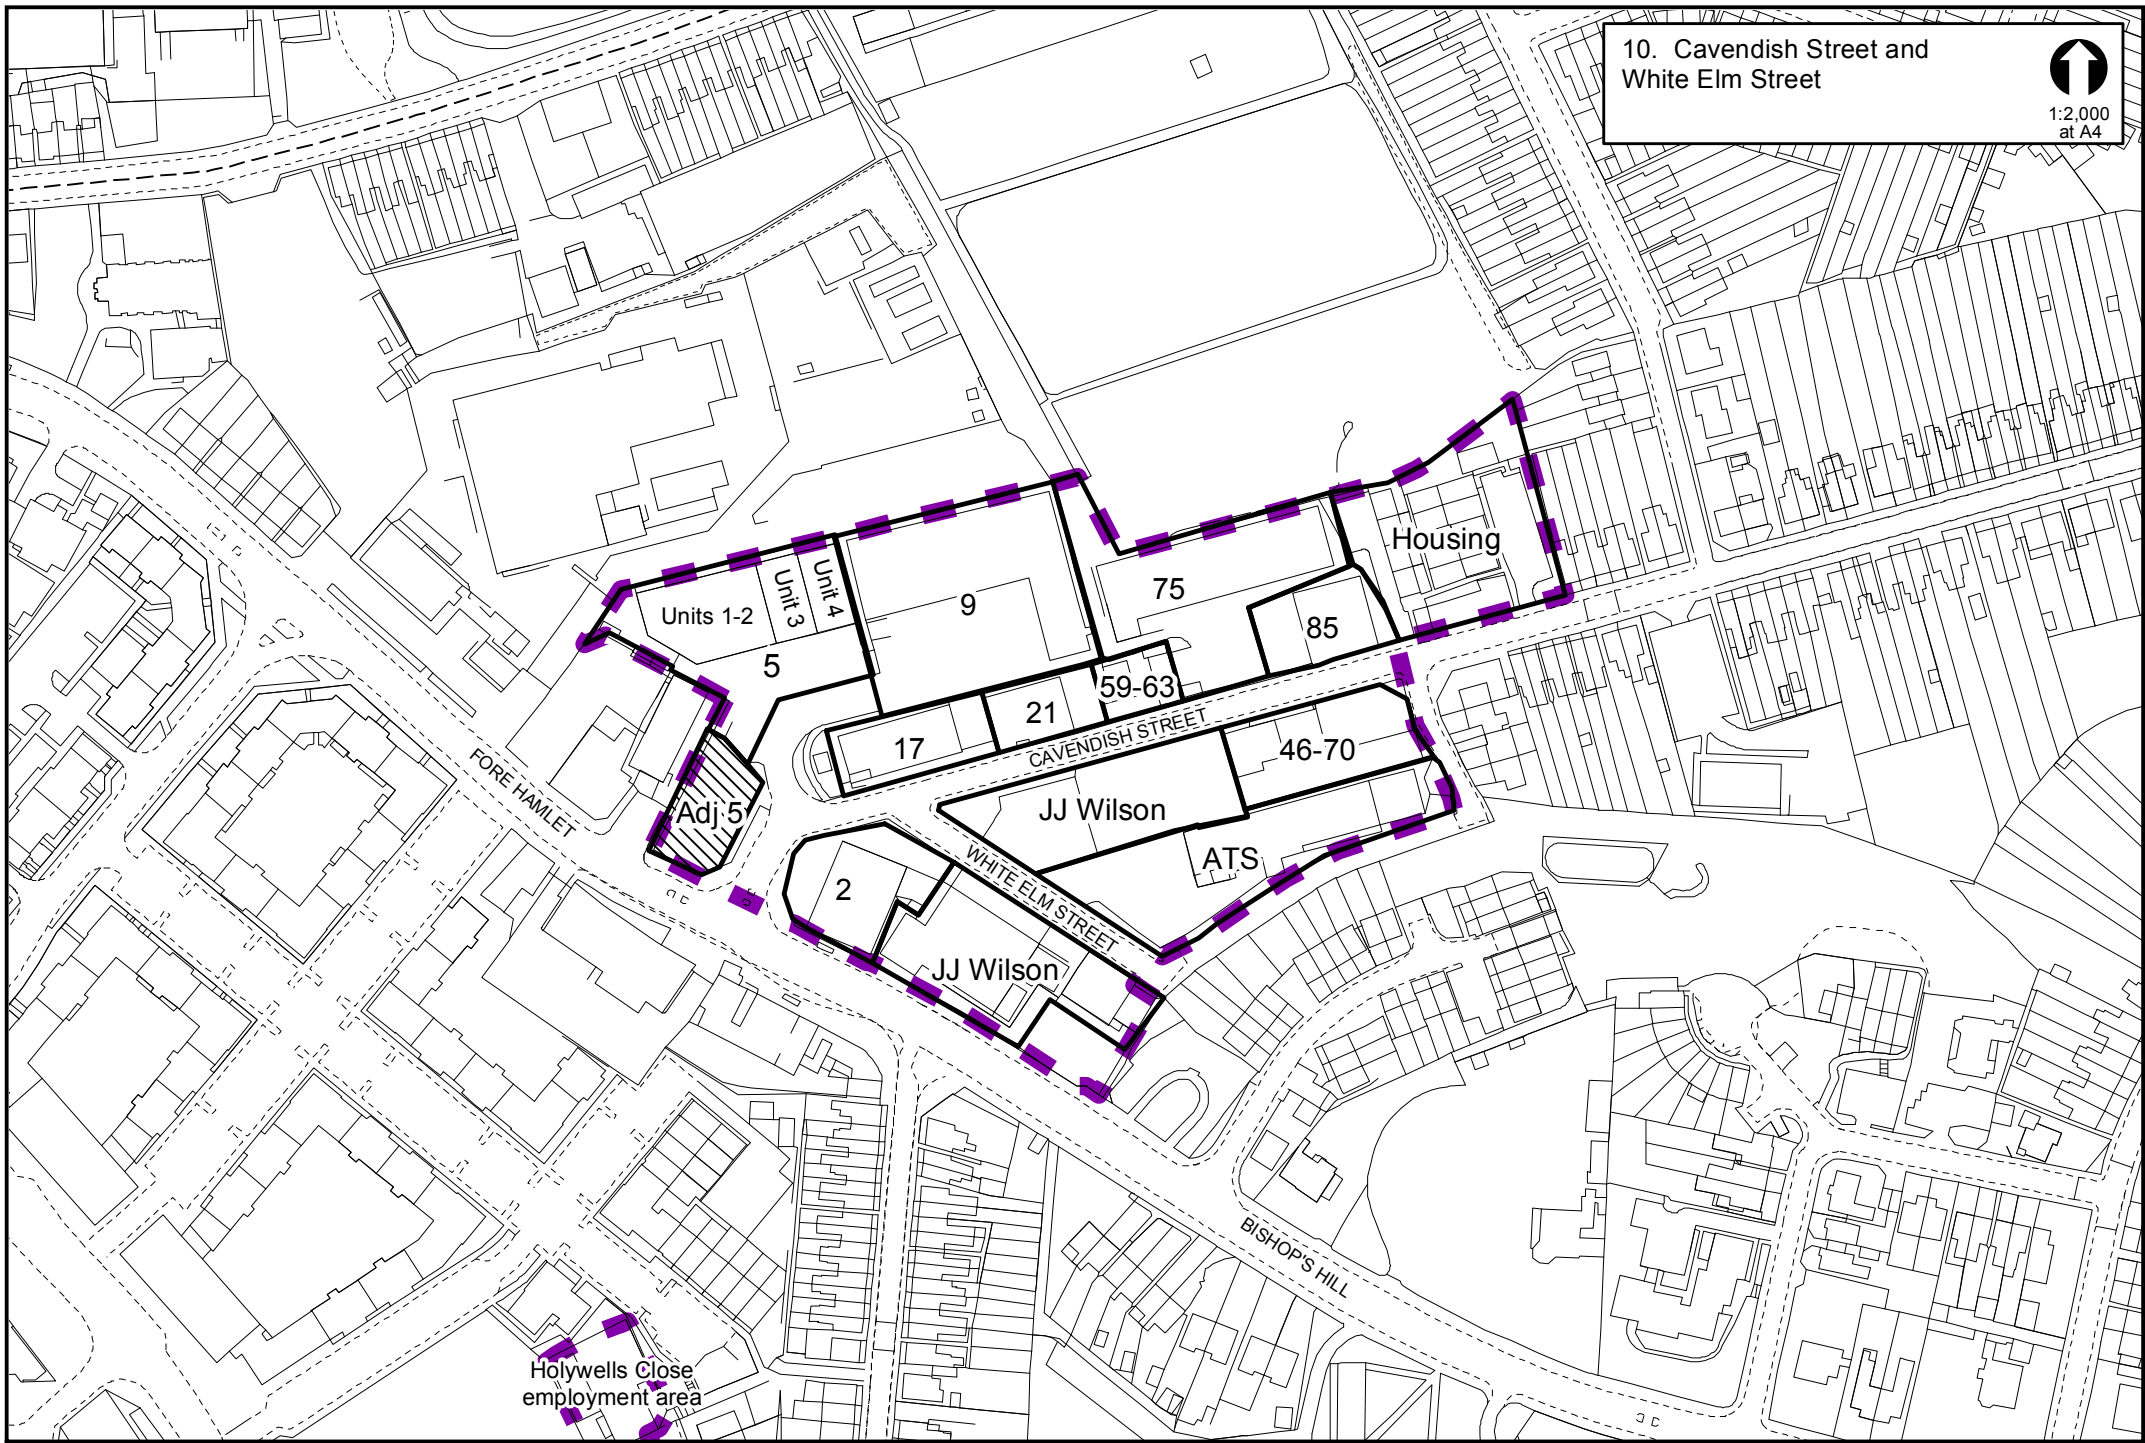 10. Cavendish Street and
White Elm Street
1:2,000
at A4
Housing
Units 1-2
Unit 3
Unit 4
9
75
85
5
59-63
21
17
CAVENDISH STREET
46-70
JJ Wilson
Adj 5
FORE HAMLET
ATS
2
WHITE ELM STREET
JJ Wilson
BISHOP'S HILL
Holywells Close
employment area